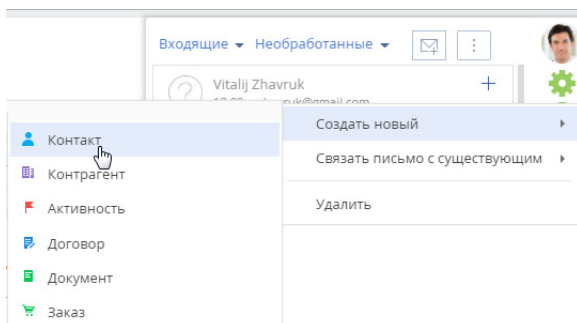 Входящие Необработанные
Vitalij Zhavruk
Создать новый
Связать письмо с существующим
Удалить
Контакт
Контрагент
Активность
Договор
Документ
Заказ